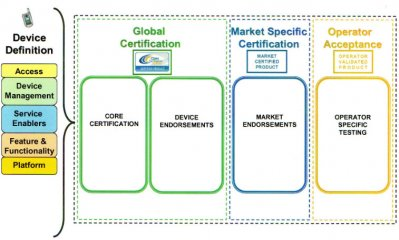 Device
Definition
Access
Device
Management
Service
Enablers
Feature &
Functionality
Platform
Global
Certification
CORE
CERTIFICATION
DEVICE
ENDORSEMENTS
Market Specific
Certification
MARKET
CERTIFIED
PRODUCT
MARKET
ENDORSEMENTS
Operator
Acceptance
OPERATOR
VALIDATED
PRODUCT
OPERATOR
SPECIFIC
TESTING